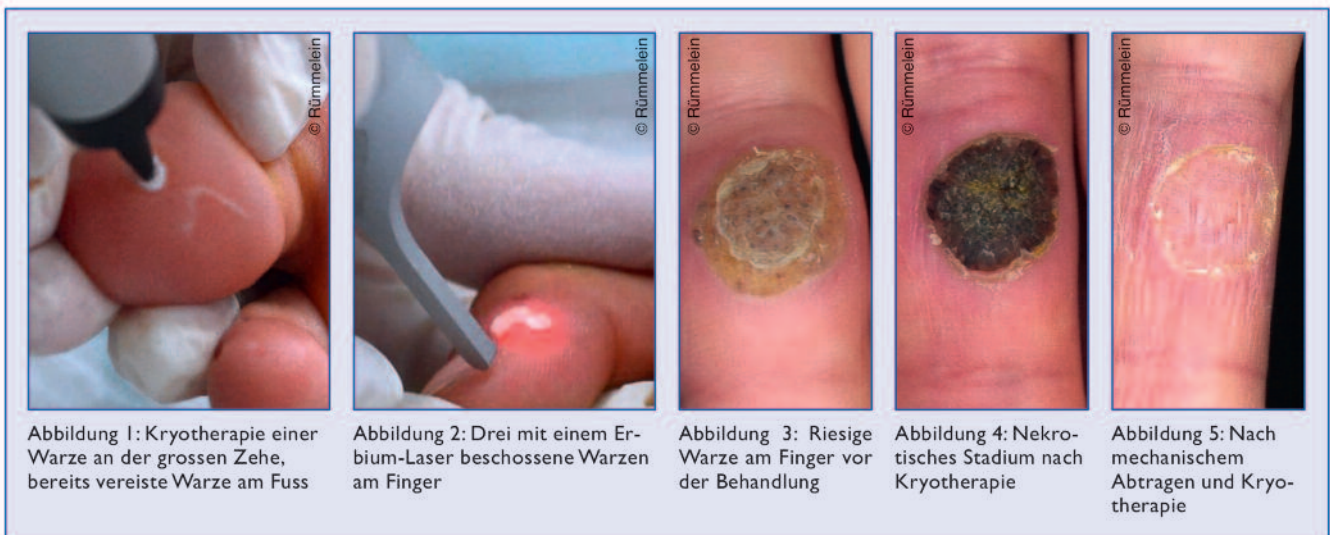 © Rümmelein
© Rümmelein
© Rümmelein
© Rümmelein
© Rümmelein
Abbildung 1: Kryotherapie einer
Warze an der grossen Zehe,
bereits vereiste Warze am Fuss
Abbildung 2: Drei mit einem Er-
bium-Laser beschossene Warzen
am Finger
Abbildung 3: Riesige
Warze am Finger vor
der Behandlung
Abbildung 4: Nekro-
tisches Stadium nach
Kryotherapie
Abbildung 5: Nach
mechanischem
Abtragen und Kryo-
therapie